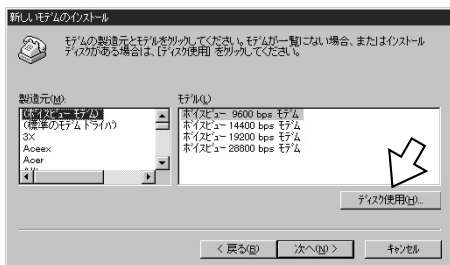 新しいモデムのインストール
モデムの製造元とモデルをクリックしてください。モデムが一覧にない場合、またはインストール
ディスクがある場合は、[ディスク使用] をクリックしてください。
製造元(M):
モデル(L)
(ボイスビュー モデム)
(標準のモデム ドライバ)
3X
Aceex
Acer
ボイスビュー 9600 bps モデム
ボイスビュー 14400 bps モデム
ボイスビュー 19200 bps モデム
ボイスビュー 28800 bps モデム
ディスク使用(H)...
< 戻る(B)
次へ(N) >
キャンセル